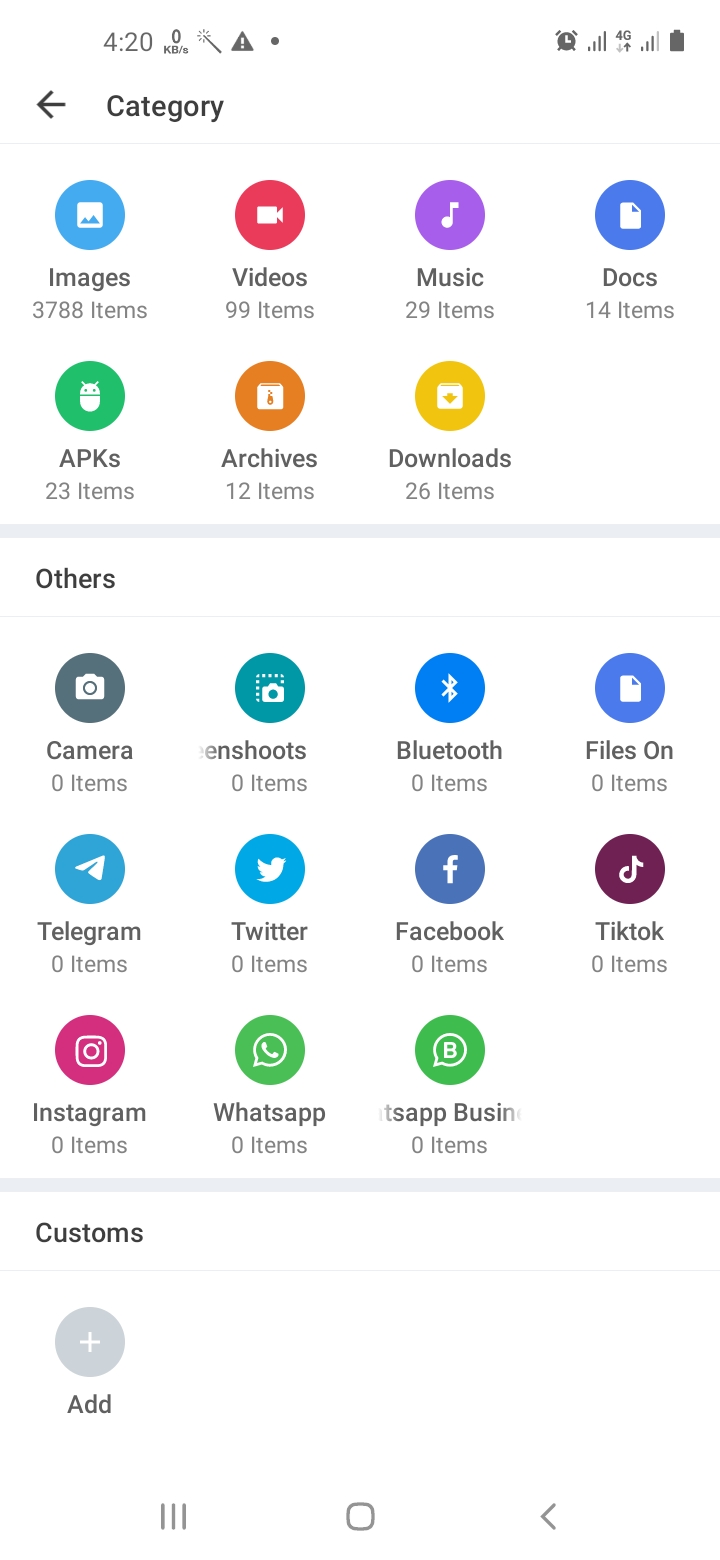 4:20 0 KB/s 4G
Category
Images Videos Music Docs
3788 Items 99 Items 29 Items 14 Items
APKs Archives Downloads
23 Items 12 Items 26 Items
Others
Camera eenshoots Bluetooth Files On
0 Items 0 Items 0 Items 0 Items
Telegram Twitter Facebook Tiktok
0 Items 0 Items 0 Items 0 Items
Instagram Whatsapp tsapp Busine
0 Items 0 Items 0 Items
Customs
Add